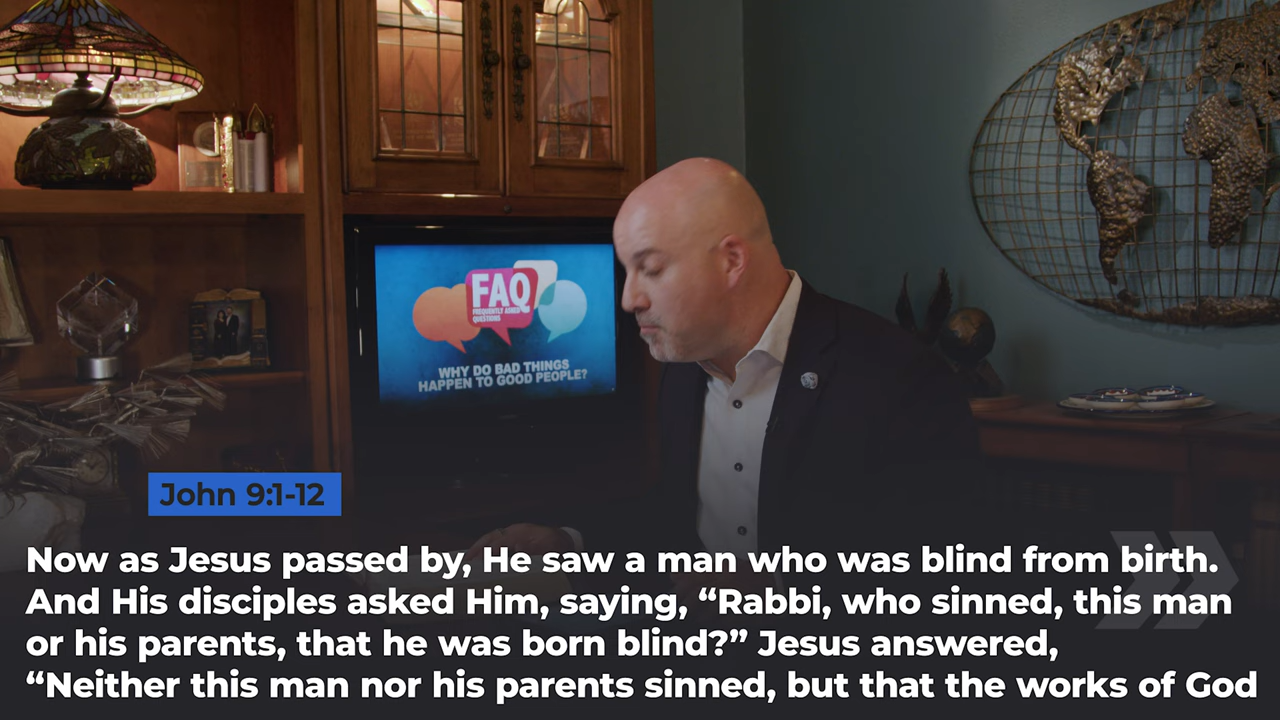 FAQ
FREQUENTLY ASKED
QUESTIONS
WHY DO BAD THINGS
HAPPEN TO GOOD PEOPLE?
John 9:1-12
Now as Jesus passed by, He saw a man who was blind from birth.
And His disciples asked Him, saying, “Rabbi, who sinned, this man
or his parents, that he was born blind?” Jesus answered,
“Neither this man nor his parents sinned, but that the works of God